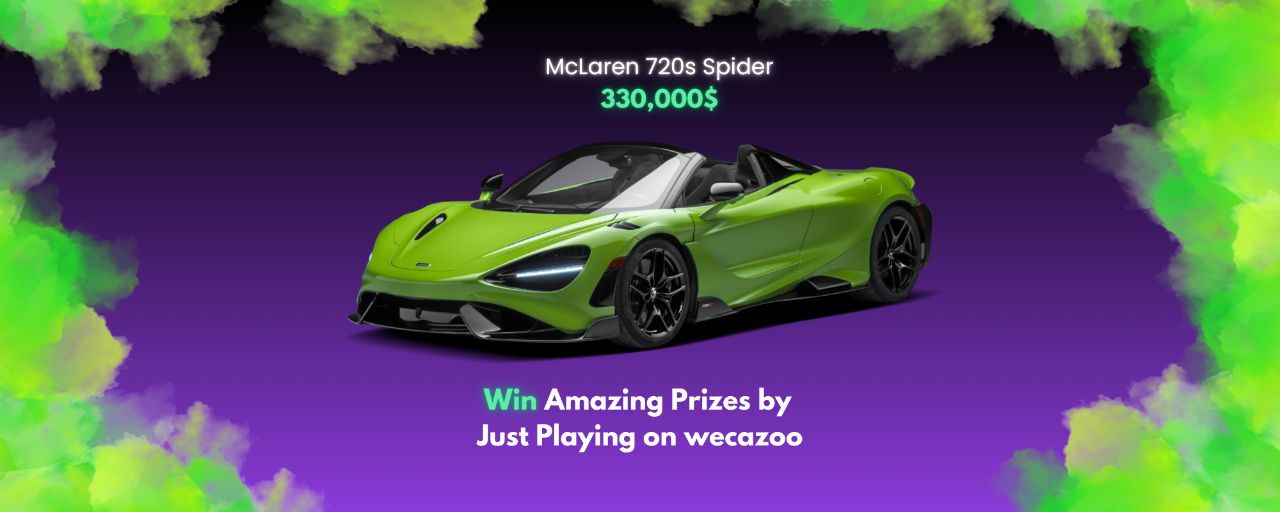 McLaren 720s Spider
330,000$
Win Amazing Prizes by
Just Playing on wecazoo